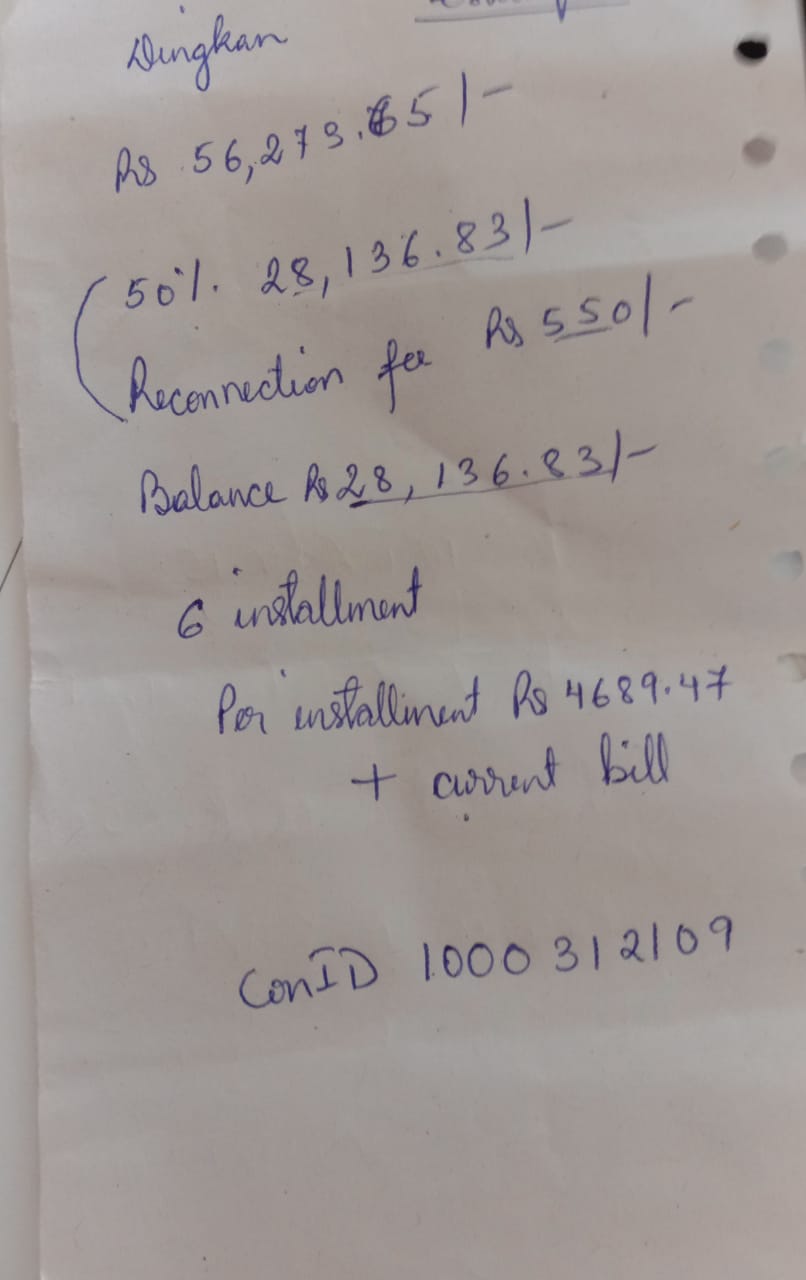 Dingkan
Rs 56,273.65/-
50%. 28,136.83/-
Reconnection fee Rs 550/-
Balance Rs 28,136.83/-
6 installment
Per installment Rs 4689.47
+ current bill
ConID 1000312109